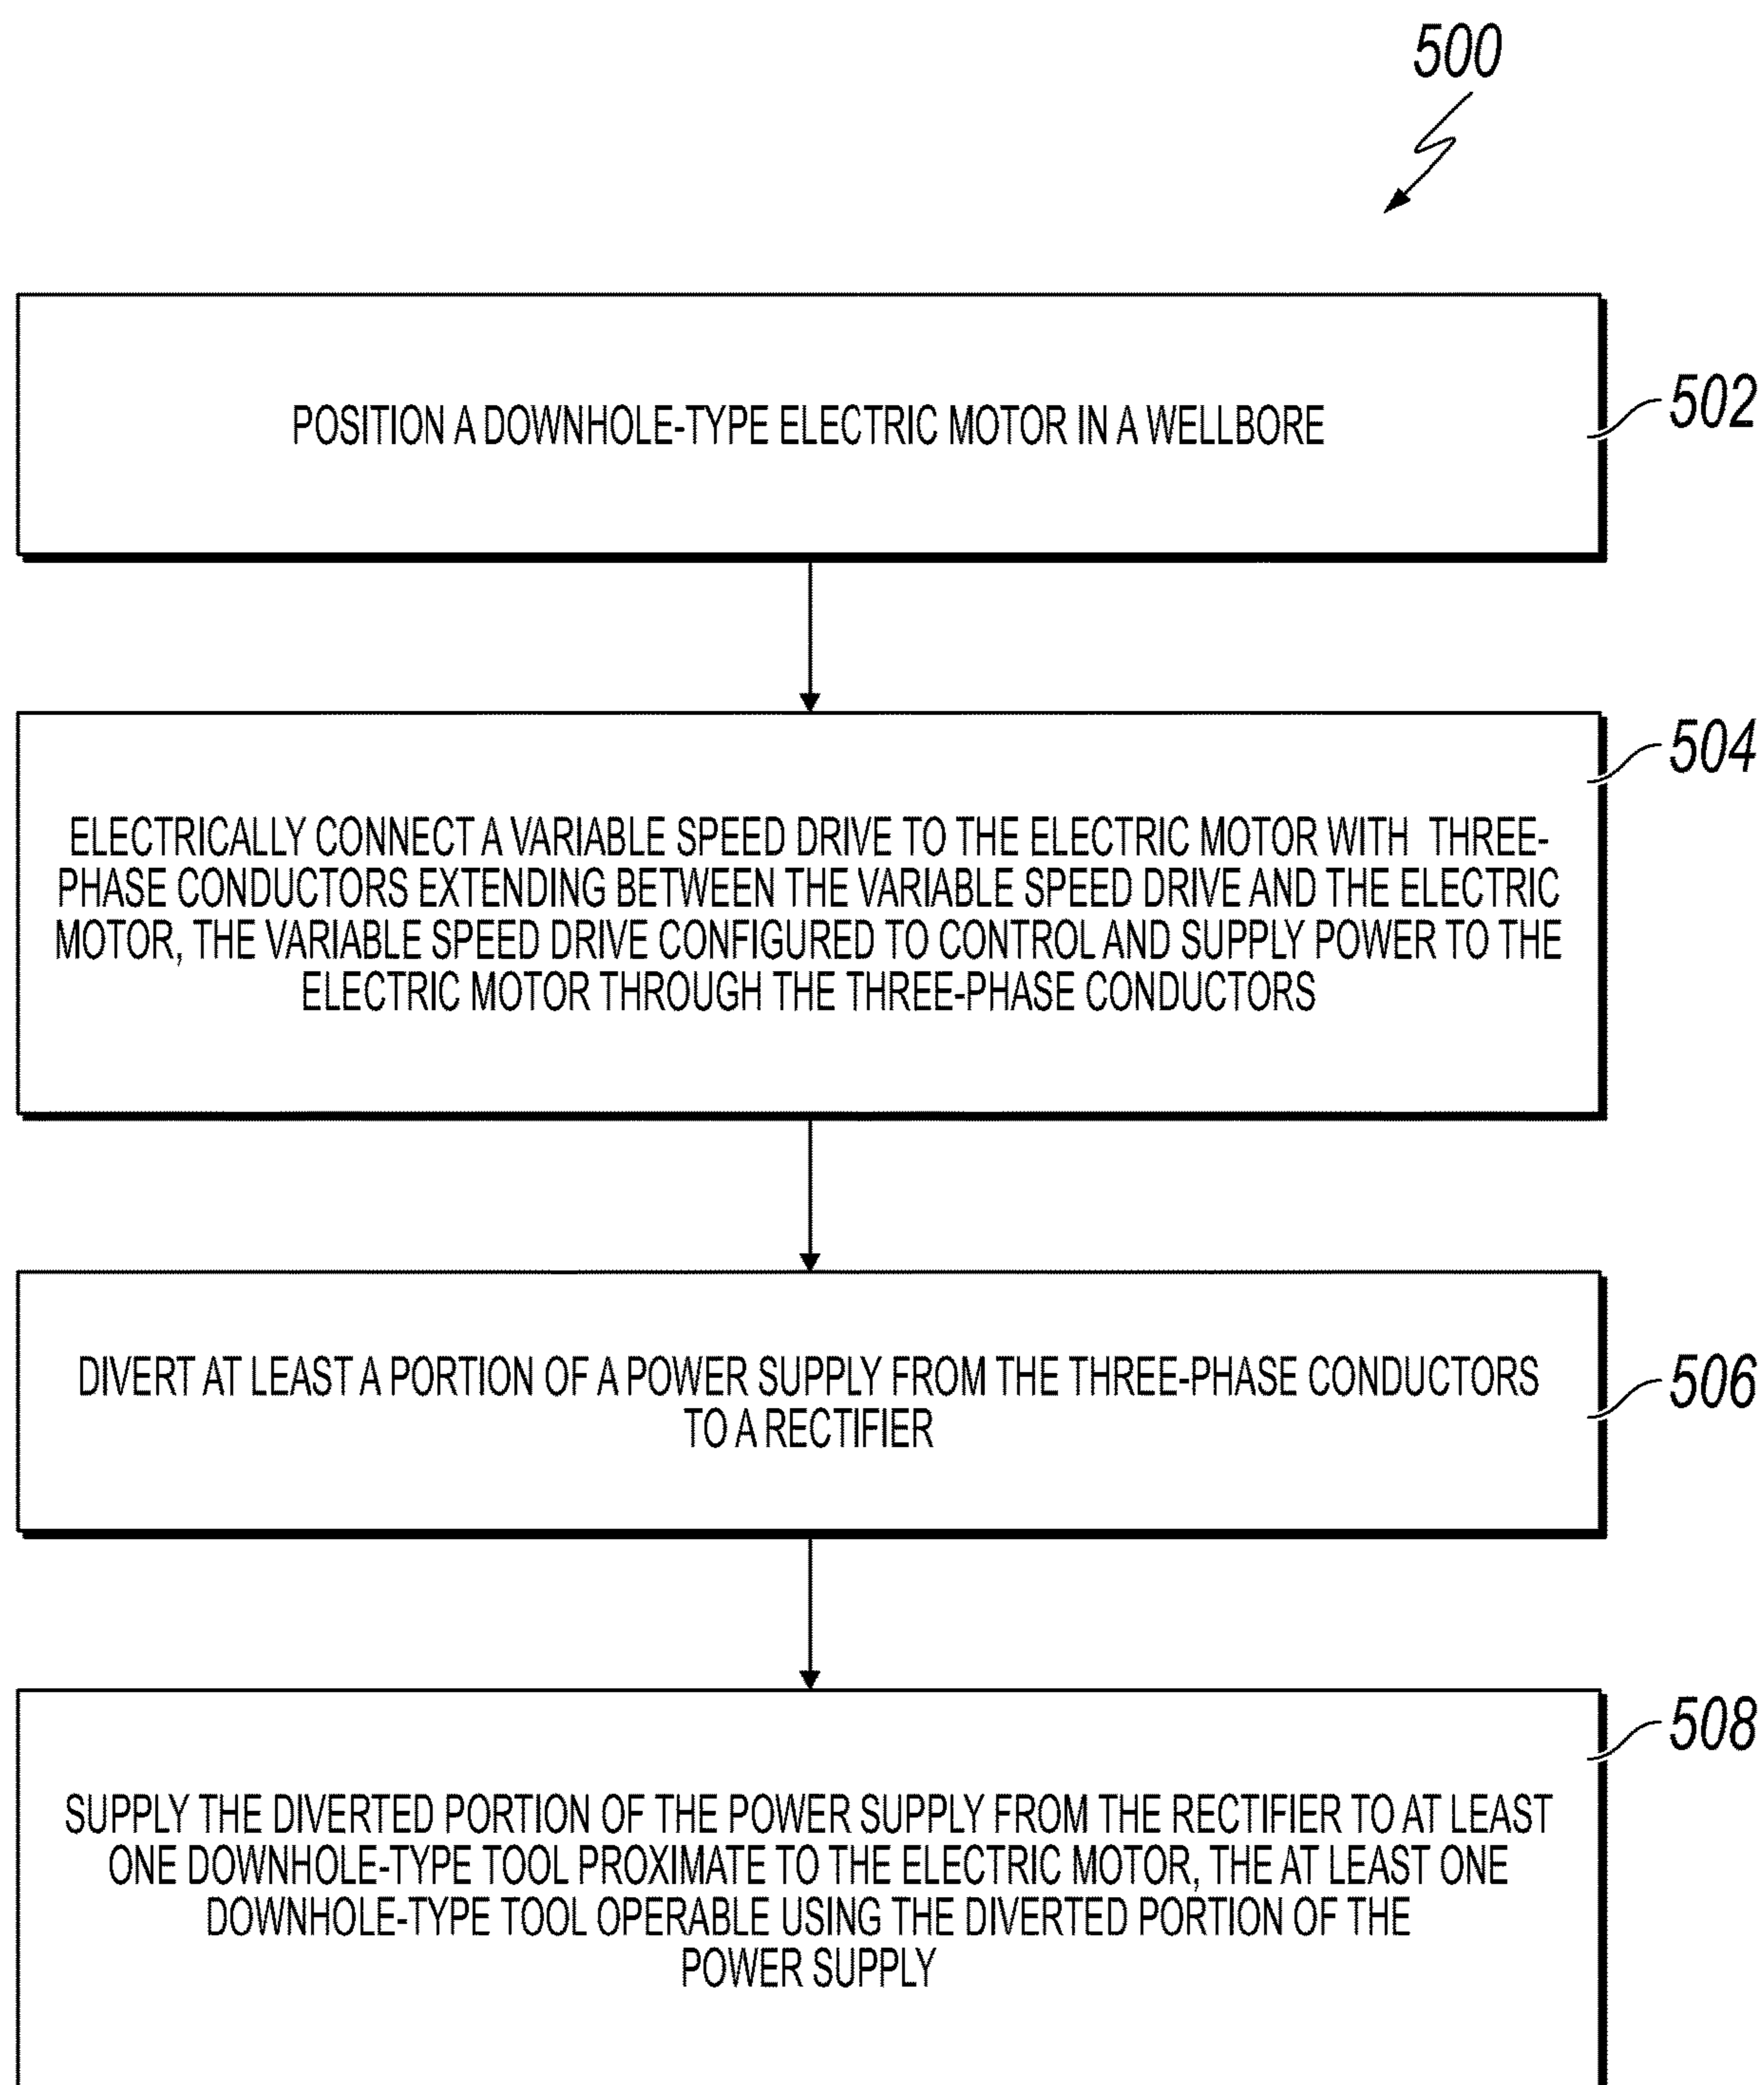 500
POSITION A DOWNHOLE-TYPE ELECTRIC MOTOR IN A WELLBORE
502
504
ELECTRICALLY CONNECT A VARIABLE SPEED DRIVE TO THE ELECTRIC MOTOR WITH THREE-
PHASE CONDUCTORS EXTENDING BETWEEN THE VARIABLE SPEED DRIVE AND THE ELECTRIC
MOTOR, THE VARIABLE SPEED DRIVE CONFIGURED TO CONTROL AND SUPPLY POWER TO THE
ELECTRIC MOTOR THROUGH THE THREE-PHASE CONDUCTORS
DIVERT AT LEAST A PORTION OF A POWER SUPPLY FROM THE THREE-PHASE CONDUCTORS
TO A RECTIFIER
506
508
SUPPLY THE DIVERTED PORTION OF THE POWER SUPPLY FROM THE RECTIFIER TO AT LEAST
ONE DOWNHOLE-TYPE TOOL PROXIMATE TO THE ELECTRIC MOTOR, THE AT LEAST ONE
DOWNHOLE-TYPE TOOL OPERABLE USING THE DIVERTED PORTION OF THE
POWER SUPPLY